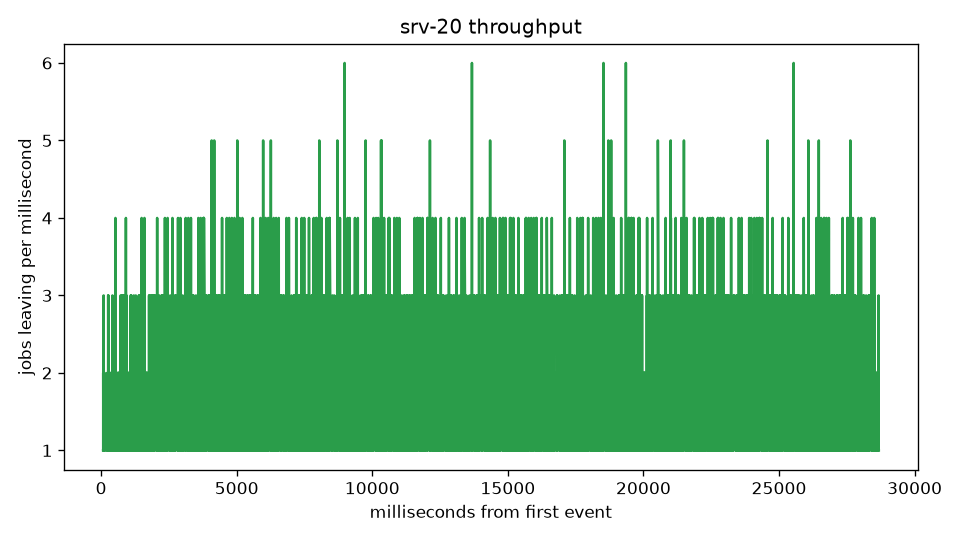 srv-20 throughput
jobs leaving per millisecond
6
5
4
3
2
1
0 5000 10000 15000 20000 25000 30000
milliseconds from first event